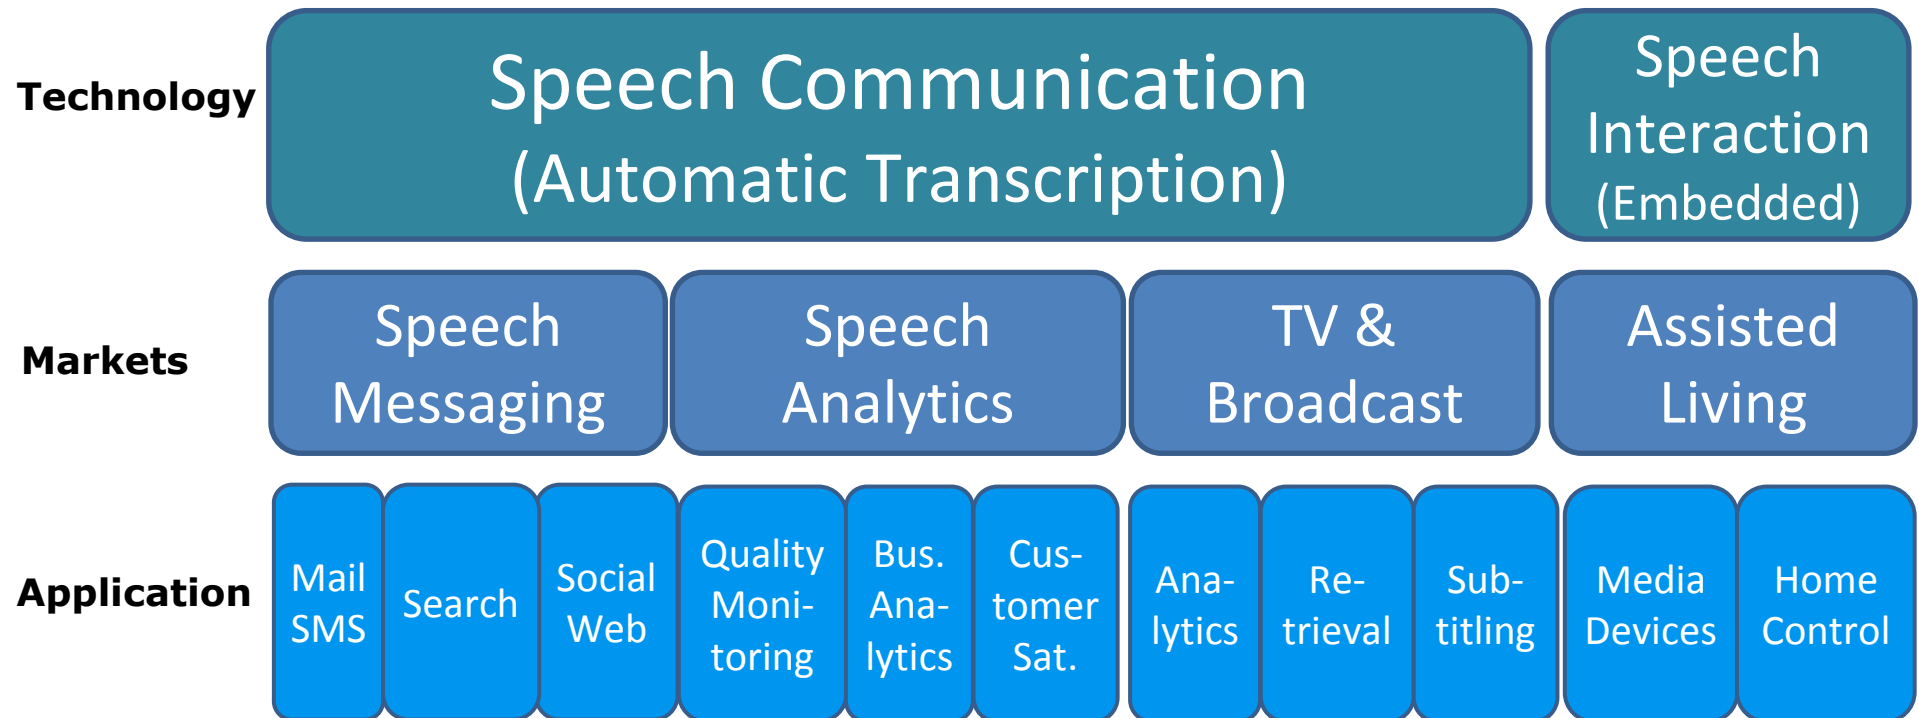 Technology
Speech Communication
(Automatic Transcription)
Speech
Interaction
(Embedded)
Markets
Speech
Messaging
Speech
Analytics
TV &
Broadcast
Assisted
Living
Application
Mail
SMS
Search
Social
Web
Quality
Moni-
toring
Bus.
Ana-
lytics
Cus-
tomer
Sat.
Ana-
lytics
Re-
trieval
Sub-
titling
Media
Devices
Home
Control